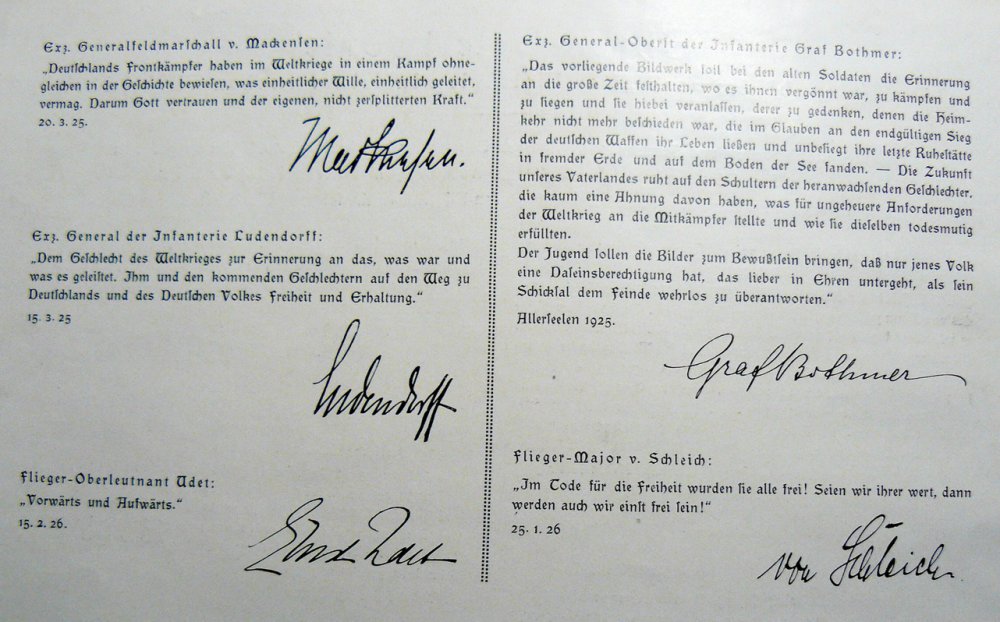 Exz. Generalfeldmarschall v. Mackensen:
„Deutschlands Frontkämpfer haben im Weltkriege in einem Kampf ohne-
gleichen in der Geschichte bewiesen, was einheitlicher Wille, einheitlich geleitet,
vermag. Darum Gott vertrauen und der eigenen, nicht zersplitterten Kraft.“
20. 3. 25.
Mackensen.
Exz. General der Infanterie Ludendorff:
„Dem Geschlecht des Weltkrieges zur Erinnerung an das, was war und
was es geleistet. Ihm und den kommenden Geschlechtern auf den Weg zu
Deutschlands und des Deutschen Volkes Freiheit und Erhaltung.“
15. 3. 25
Ludendorff
Flieger-Oberleutnant Udet:
„Vorwärts und Aufwärts.“
15. 2. 26.
Ernst Udet
Exz. General-Oberst der Infanterie Graf Bothmer:
„Das vorliegende Bildwerk soll bei den alten Soldaten die Erinnerung
an die große Zeit festhalten, wo es ihnen vergönnt war, zu kämpfen und
zu siegen und sie hiebei veranlassen, derer zu gedenken, denen die Heim-
kehr nicht mehr beschieden war, die im Glauben an den endgültigen Sieg
der deutschen Waffen ihr Leben ließen und unbesiegt ihre letzte Ruhestätte
in fremder Erde und auf dem Boden der See fanden. — Die Zukunft
unseres Vaterlandes ruht auf den Schultern der heranwachsenden Geschlechter,
die kaum eine Ahnung davon haben, was für ungeheure Anforderungen
der Weltkrieg an die Mitkämpfer stellte und wie sie dieselben todesmutig
erfüllten.
Der Jugend sollen die Bilder zum Bewußtsein bringen, daß nur jenes Volk
eine Daseinsberechtigung hat, das lieber in Ehren untergeht, als sein
Schicksal dem Feinde wehrlos zu überantworten.“
Allerseelen 1925.
Graf Bothmer
Flieger-Major v. Schleich:
„Im Tode für die Freiheit wurden sie alle frei! Seien wir ihrer wert, dann
werden auch wir einst frei sein!“
25. 1. 26
von Schleich